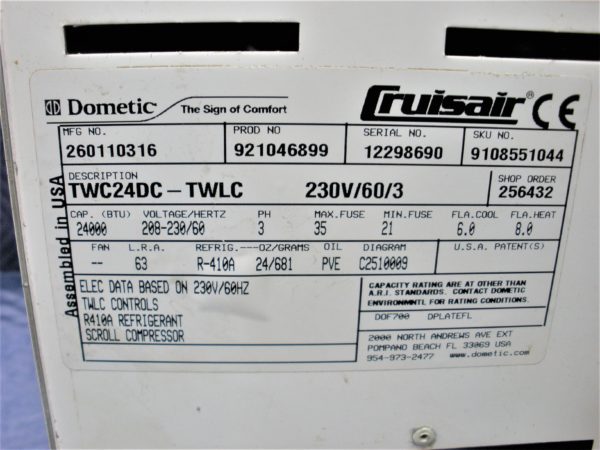 Dometic The Sign of Comfort Cruisair CE
MFG NO. PROD NO SERIAL NO. SKU NO.
260110316 921046899 12298690 9108551044
DESCRIPTION SHOP ORDER
TWC24DC-TWLC 230V/60/3 256432
CAP. (BTU) VOLTAGE/HERTZ PH MAX.FUSE MIN.FUSE FLA.COOL FLA.HEAT
24000 208-230/60 3 35 21 6.0 8.0
FAN L.R.A. REFRIG.----OZ/GRAMS OIL DIAGRAM U.S.A. PATENT(S)
-- 63 R-410A 24/681 PVE C2510009
Assembled in USA
ELEC DATA BASED ON 230V/60HZ
TWLC CONTROLS
R410A REFRIGERANT
SCROLL COMPRESSOR
CAPACITY RATING ARE AT OTHER THAN
A.R.I. STANDARDS. CONTACT DOMETIC
ENVIRONMNTL FOR RATING CONDITIONS.
DOF700 DPLATEFL
2000 NORTH ANDREWS AVE EXT
POMPANO BEACH FL 33069 USA
954-973-2477 www.dometic.com